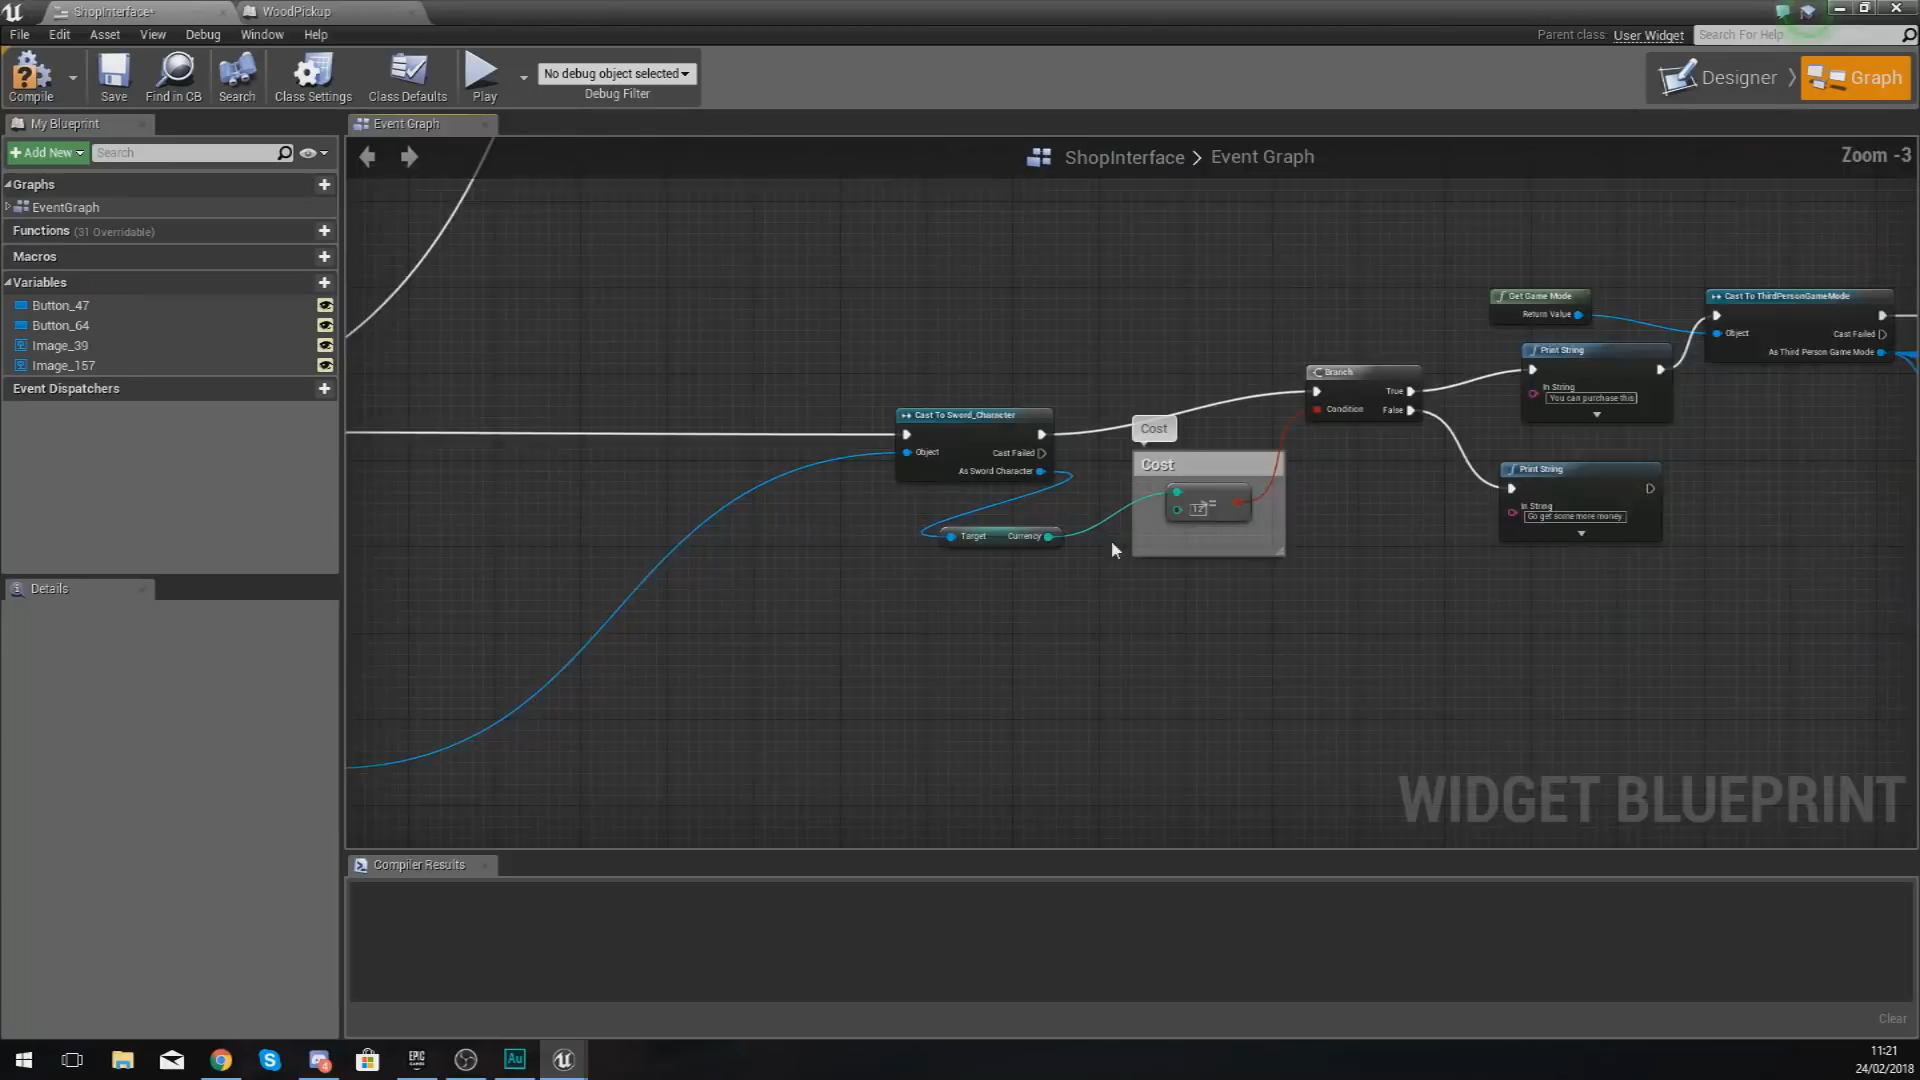 ShopInterface*
WoodPickup
File Edit Asset View Debug Window Help
Parent class: User Widget
Search For Help
Compile
Save
Find in CB
Search
Class Settings
Class Defaults
Play
No debug object selected
Debug Filter
Designer
Graph
My Blueprint
Event Graph
Add New
Search
ShopInterface > Event Graph
Zoom -3
Graphs
EventGraph
Functions (31 Overridable)
Macros
Variables
Button_47
Button_64
Image_39
Image_157
Event Dispatchers
Details
Get Game Mode
Return Value
Cast To ThirdPersonGameMode
Object
Cast Failed
As Third Person Game Mode
Print String
In String
You can purchase this
Branch
True
Condition
False
Cast To Sword_Character
Object
Cast Failed
As Sword Character
Cost
Cost
12
>=
Target
Currency
Print String
In String
Go get some more money
WIDGET BLUEPRINT
Compiler Results
Clear
4
EPIC
GAMES
Au
11:21
24/02/2018